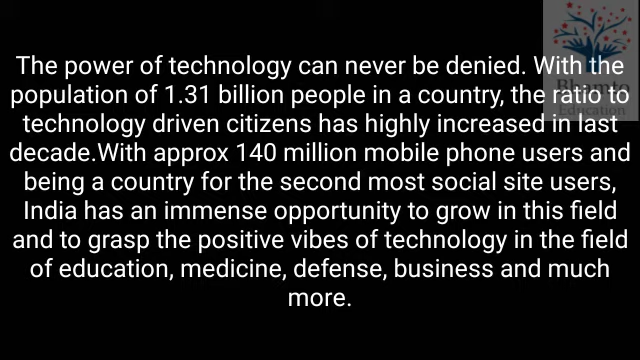 The power of technology can never be denied. With the
population of 1.31 billion people in a country, the ratio to
technology driven citizens has highly increased in last
decade.With approx 140 million mobile phone users and
being a country for the second most social site users,
India has an immense opportunity to grow in this field
and to grasp the positive vibes of technology in the field
of education, medicine, defense, business and much
more.
Education